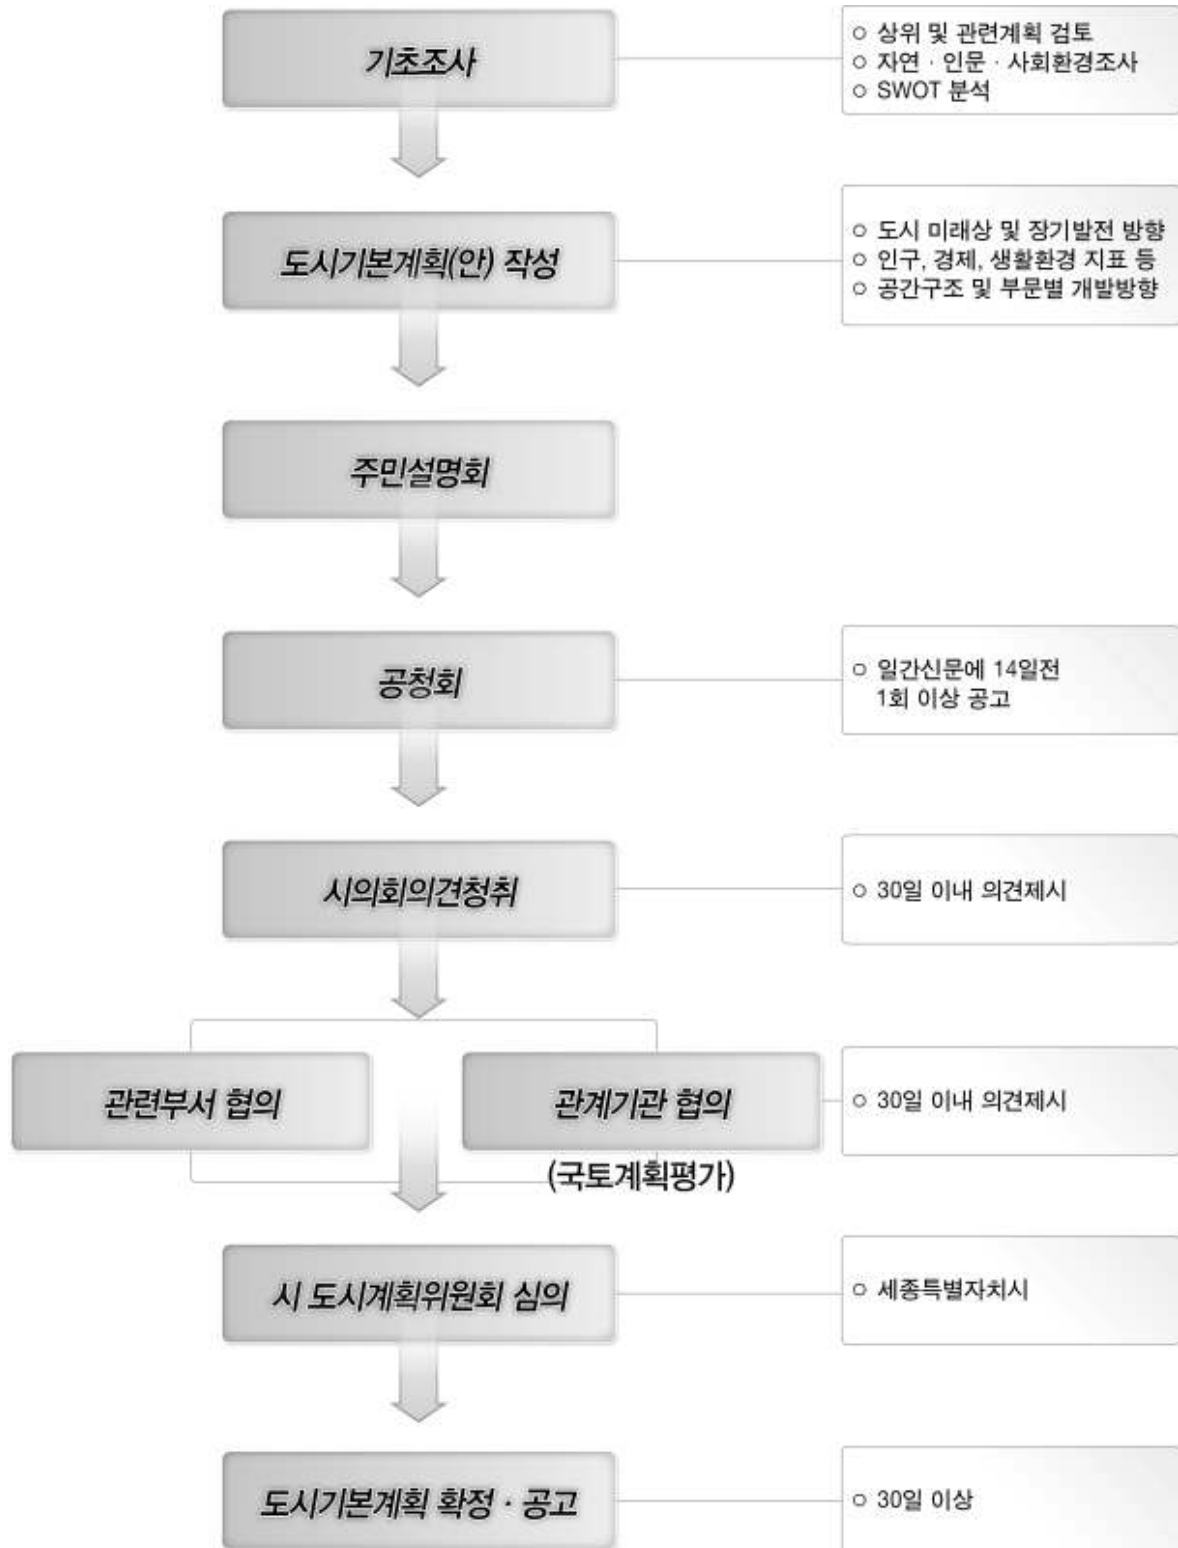 기초조사
○ 상위 및 관련계획 검토
○ 자연 · 인문 · 사회환경조사
○ SWOT 분석
도시기본계획(안) 작성
○ 도시 미래상 및 장기발전 방향
○ 인구, 경제, 생활환경 지표 등
○ 공간구조 및 부문별 개발방향
주민설명회
공청회
○ 일간신문에 14일전
1회 이상 공고
시의회의견청취
○ 30일 이내 의견제시
관련부서 협의
관계기관 협의
(국토계획평가)
○ 30일 이내 의견제시
시 도시계획위원회 심의
○ 세종특별자치시
도시기본계획 확정 · 공고
○ 30일 이상